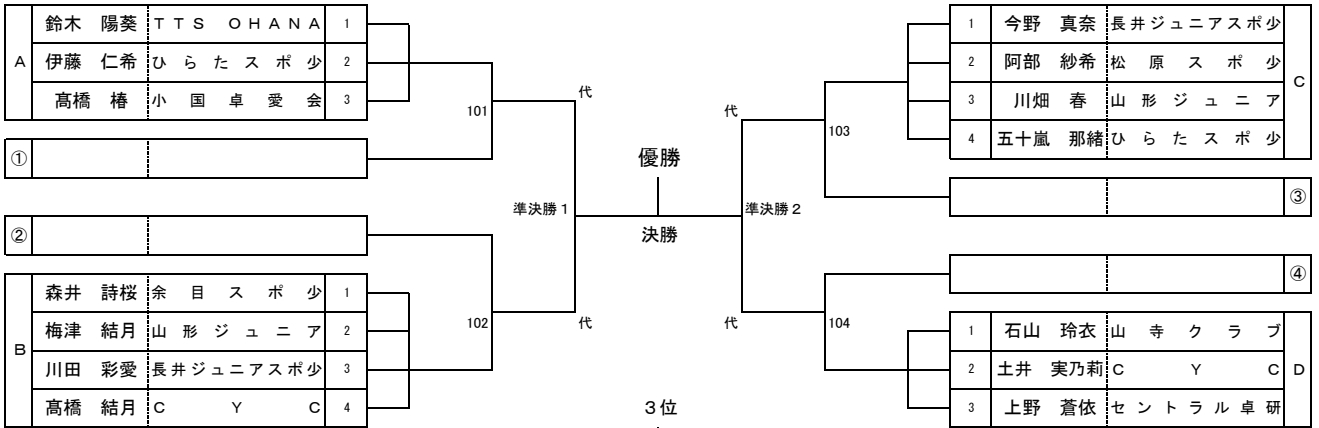 A
鈴木　陽葵 ＴＴＳ　ＯＨＡＮＡ 1
伊藤　仁希 ひらたスポ少 2
髙橋　椿 小国卓愛会 3
①
②
B
森井　詩桜 余目スポ少 1
梅津　結月 山形ジュニア 2
川田　彩愛 長井ジュニアスポ少 3
髙橋　結月 ＣＹＣ 4
101
102
代
準決勝１
代
優勝
決勝
３位
代
準決勝２
代
103
104
C
1 今野　真奈 長井ジュニアスポ少
2 阿部　紗希 松原スポ少
3 川畑　春 山形ジュニア
4 五十嵐　那緒 ひらたスポ少
③
④
D
1 石山　玲衣 山寺クラブ
2 土井　実乃莉 ＣＹＣ
3 上野　蒼依 セントラル卓研